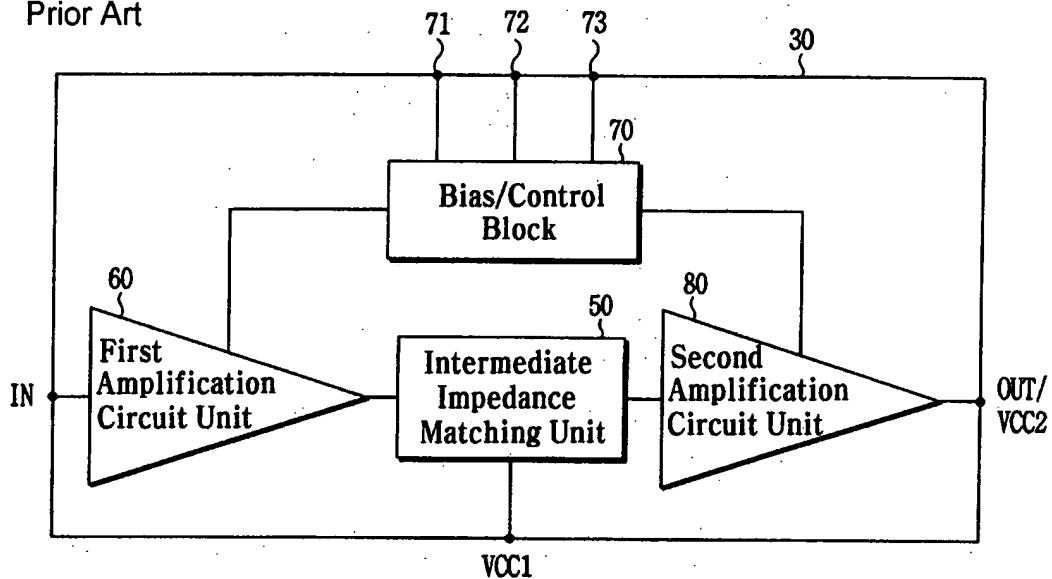 Prior Art
71
72
73
30
70
Bias/Control
Block
60
50
80
First
Amplification
Circuit Unit
Intermediate
Impedance
Matching Unit
Second
Amplification
Circuit Unit
IN
OUT/
VCC2
VCC1